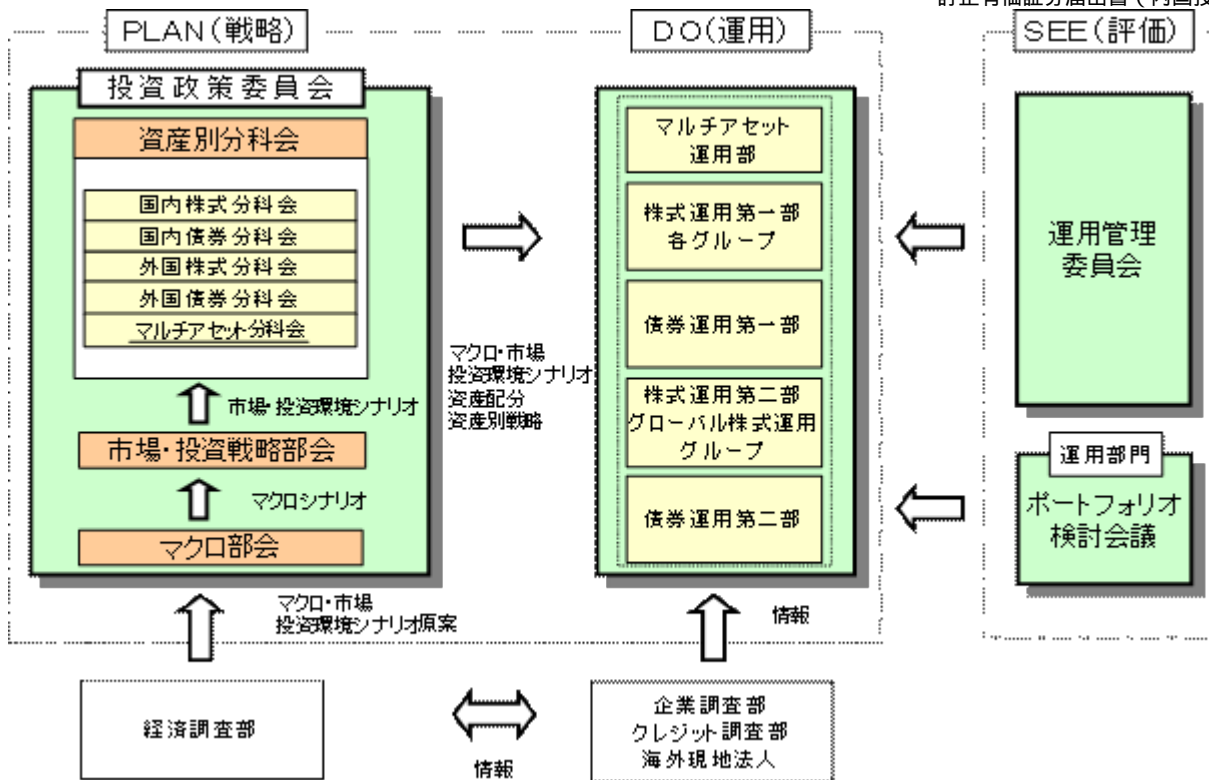 PLAN(戦略)
投資政策委員会
資産別分科会
国内株式分科会
国内債券分科会
外国株式分科会
外国債券分科会
マルチアセット分科会
市場・投資環境シナリオ
市場・投資戦略部会
マクロシナリオ
マクロ部会
マクロ・市場
投資環境シナリオ原案
経済調査部
マクロ・市場
投資環境シナリオ
資産配分
資産別戦略
情報
DO(運用)
マルチアセット
運用部
株式運用第一部
各グループ
債券運用第一部
株式運用第二部
グローバル株式運用
グループ
債券運用第二部
情報
企業調査部
クレジット調査部
海外現地法人
SEE(評価)
運用管理
委員会
運用部門
ポートフォリオ
検討会議